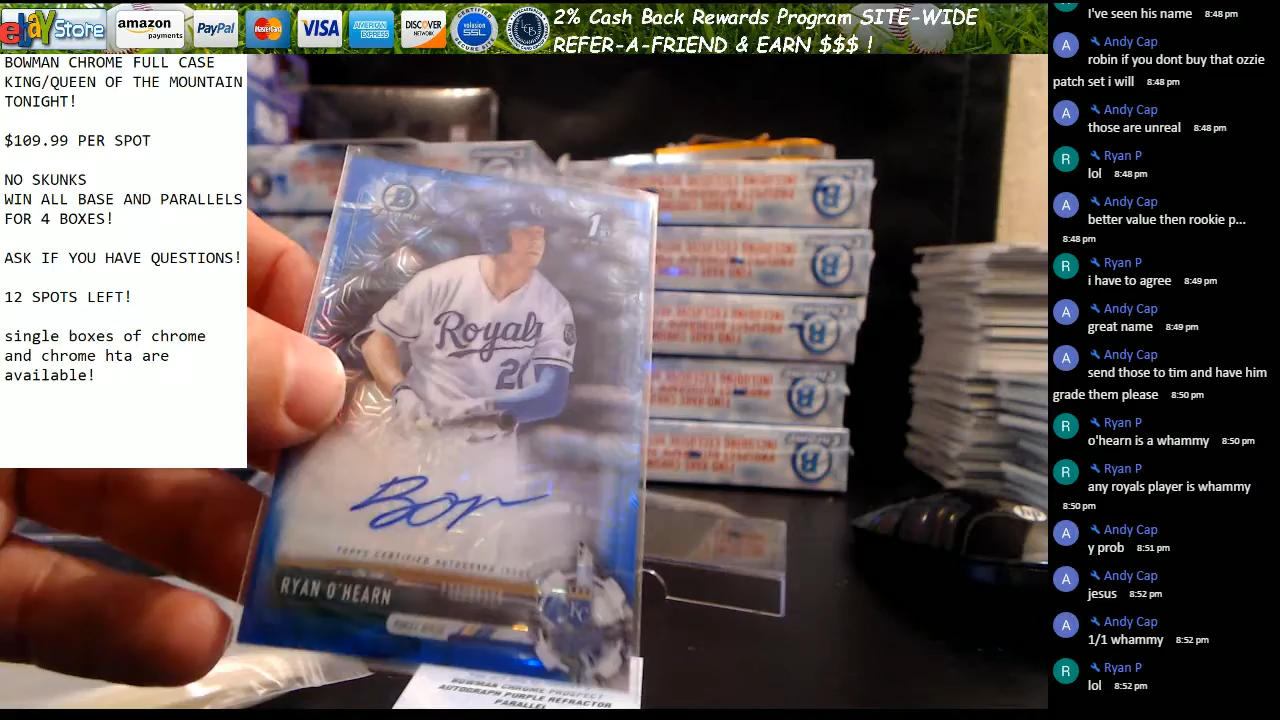 ebay Store
amazon
payments
PayPal
MasterCard
VISA
AMERICAN
EXPRESS
DISCOVER
NETWORK
2% Cash Back Rewards Program SITE-WIDE
REFER-A-FRIEND & EARN $$$ !
BOWMAN CHROME FULL CASE
KING/QUEEN OF THE MOUNTAIN
TONIGHT!
$109.99 PER SPOT
NO SKUNKS
WIN ALL BASE AND PARALLELS
FOR 4 BOXES!
ASK IF YOU HAVE QUESTIONS!
12 SPOTS LEFT!
single boxes of chrome
and chrome hta are
available!
1st
Royals
20
TOPPS CERTIFIED AUTOGRAPH ISSUE
RYAN O'HEARN
KC
BOWMAN CHROME PROSPECT
AUTOGRAPH PURPLE REFRACTOR
PARALLEL
I've seen his name 8:48 pm
A Andy Cap
robin if you dont buy that ozzie
patch set i will 8:48 pm
A Andy Cap
those are unreal 8:48 pm
R Ryan P
lol 8:48 pm
A Andy Cap
better value then rookie p...
8:48 pm
R Ryan P
i have to agree 8:49 pm
A Andy Cap
great name 8:49 pm
A Andy Cap
send those to tim and have him
grade them please 8:50 pm
R Ryan P
o'hearn is a whammy 8:50 pm
R Ryan P
any royals player is whammy
8:50 pm
A Andy Cap
y prob 8:51 pm
A Andy Cap
jesus 8:52 pm
A Andy Cap
1/1 whammy 8:52 pm
R Ryan P
lol 8:52 pm